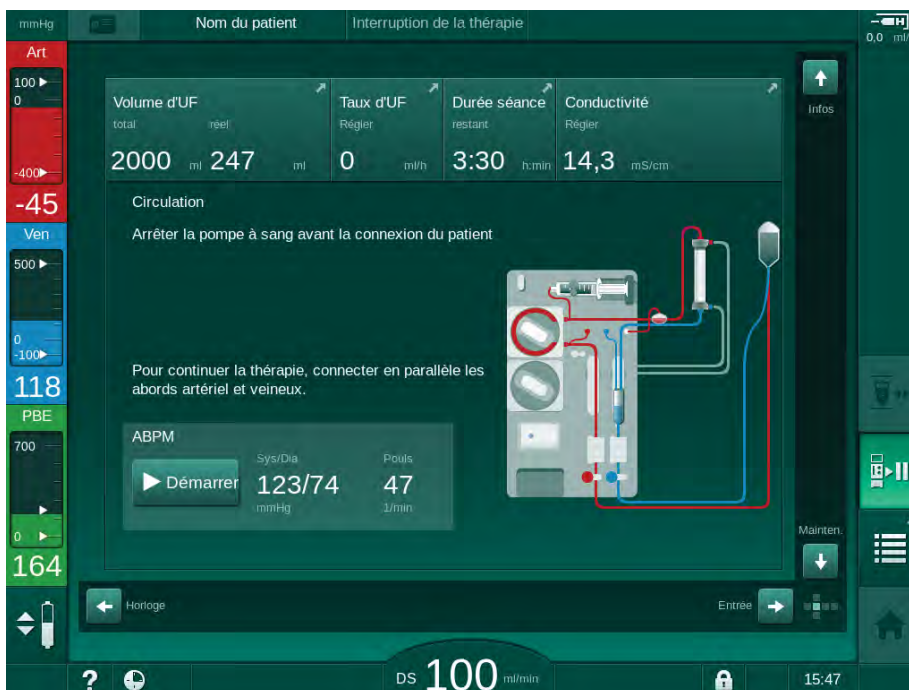 mmHg
Nom du patient
Interruption de la thérapie
0,0 ml/
Art
100
0
-400
-45
Ven
500
0
-100
118
PBE
700
0
164
Volume d'UF
total
réel
2000 ml 247 ml
Taux d'UF
Régler
0 ml/h
Durée séance
restant
3:30 h:min
Conductivité
Régler
14,3 mS/cm
Infos
Circulation
Arrêter la pompe à sang avant la connexion du patient
Pour continuer la thérapie, connecter en parallèle les
abords artériel et veineux.
ABPM
Démarrer
Sys/Dia
123/74
mmHg
Pouls
47
1/min
Mainten.
Horloge
Entrée
?
DS 100 ml/min
15:47